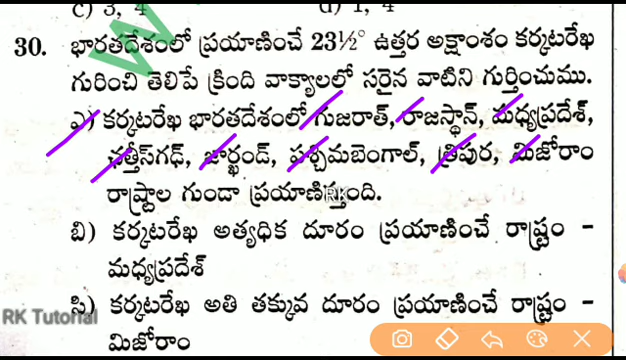 c) 3, 4 d) 1, 4
30. భారతదేశంలో ప్రయాణించే 23½° ఉత్తర అక్షాంశం కర్కటరేఖ
గురించి తెలిపే క్రింది వాక్యాలలో సరైన వాటిని గుర్తించుము.
ఎ) కర్కటరేఖ భారతదేశంలో గుజరాత్, రాజస్థాన్, మధ్యప్రదేశ్,
ఛత్తీస్‌గఢ్, జార్ఖండ్, పశ్చిమబెంగాల్, త్రిపుర, మిజోరాం
రాష్ట్రాల గుండా ప్రయాణిస్తుంది.
RK
బి) కర్కటరేఖ అత్యధిక దూరం ప్రయాణించే రాష్ట్రం -
మధ్యప్రదేశ్
సి) కర్కటరేఖ అతి తక్కువ దూరం ప్రయాణించే రాష్ట్రం -
RK Tutorial
మిజోరాం